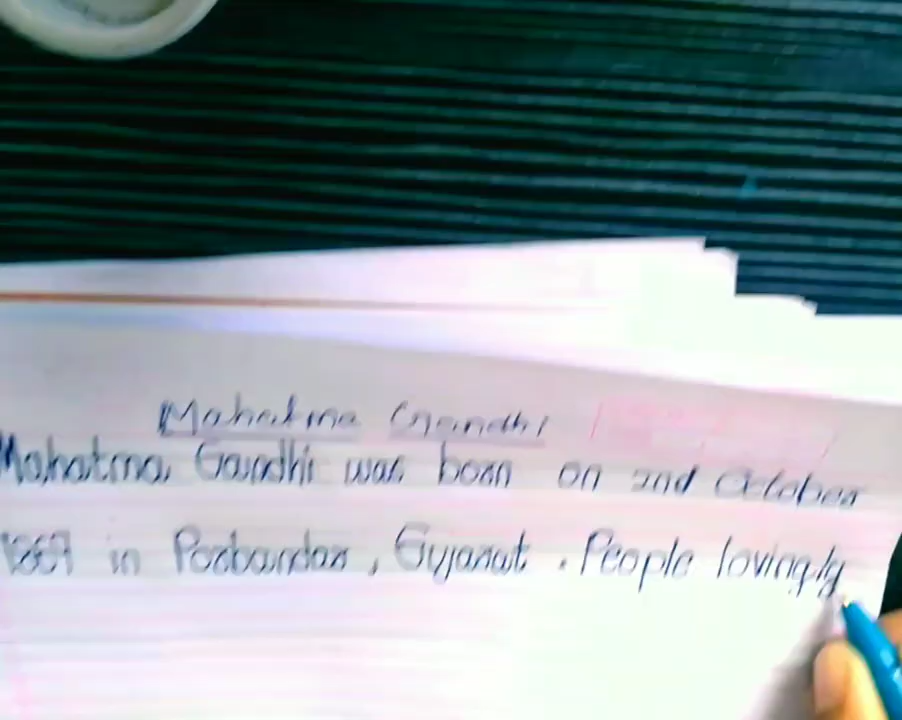 Mahatma Gandhi
Mahatma Gandhi was born on 2nd October
1869 in Porbandar, Gujarat. People lovingly